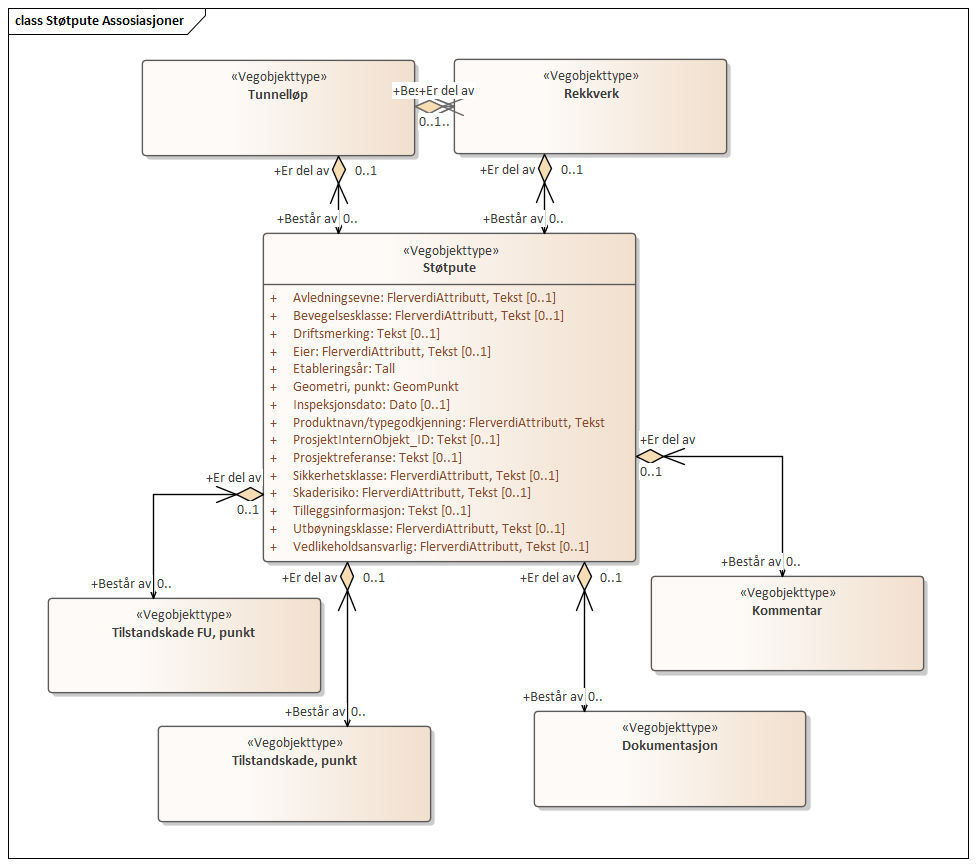 class Støtpute Assosiasjoner
«Vegobjekttype»
Tunnelløp
«Vegobjekttype»
Rekkverk
+Er del av
0..1..
+Er del av
0..1
+Består av
0..
+Er del av
0..1
+Består av
0..
«Vegobjekttype»
Støtpute
+ Avledningsevne: FlerverdiAttributt, Tekst [0..1]
+ Bevegelsesklasse: FlerverdiAttributt, Tekst [0..1]
+ Driftsmerking: Tekst [0..1]
+ Eier: FlerverdiAttributt, Tekst [0..1]
+ Etableringsår: Tall
+ Geometri, punkt: GeomPunkt
+ Inspeksjonsdato: Dato [0..1]
+ Produktnavn/typegodkjenning: FlerverdiAttributt, Tekst
+ ProsjektInternObjekt_ID: Tekst [0..1]
+ Prosjektreferanse: Tekst [0..1]
+ Sikkerhetsklasse: FlerverdiAttributt, Tekst [0..1]
+ Skaderisiko: FlerverdiAttributt, Tekst [0..1]
+ Tilleggsinformasjon: Tekst [0..1]
+ Utbøyningsklasse: FlerverdiAttributt, Tekst [0..1]
+ Vedlikeholdsansvarlig: FlerverdiAttributt, Tekst [0..1]
+Er del av
0..1
+Er del av
0..1
+Består av
0..
«Vegobjekttype»
Kommentar
+Består av
0..
«Vegobjekttype»
Tilstandskade FU, punkt
+Er del av
0..1
+Består av
0..
«Vegobjekttype»
Tilstandskade, punkt
+Er del av
0..1
+Består av
0..
«Vegobjekttype»
Dokumentasjon